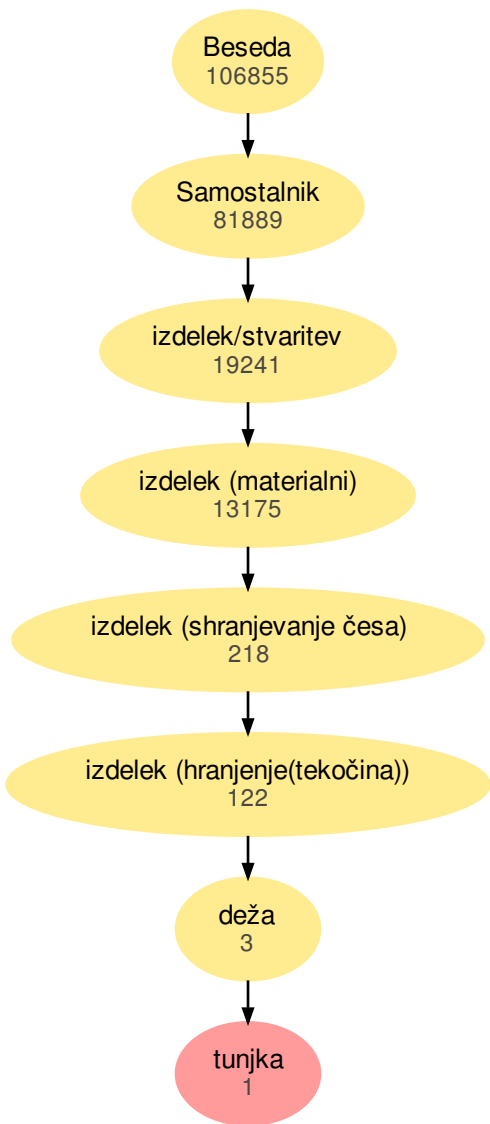 Beseda
106855
Samostalnik
81889
izdelek/stvaritev
19241
izdelek (materialni)
13175
izdelek (shranjevanje česa)
218
izdelek (hranjenje(tekočina))
122
deža
3
tunjka
1